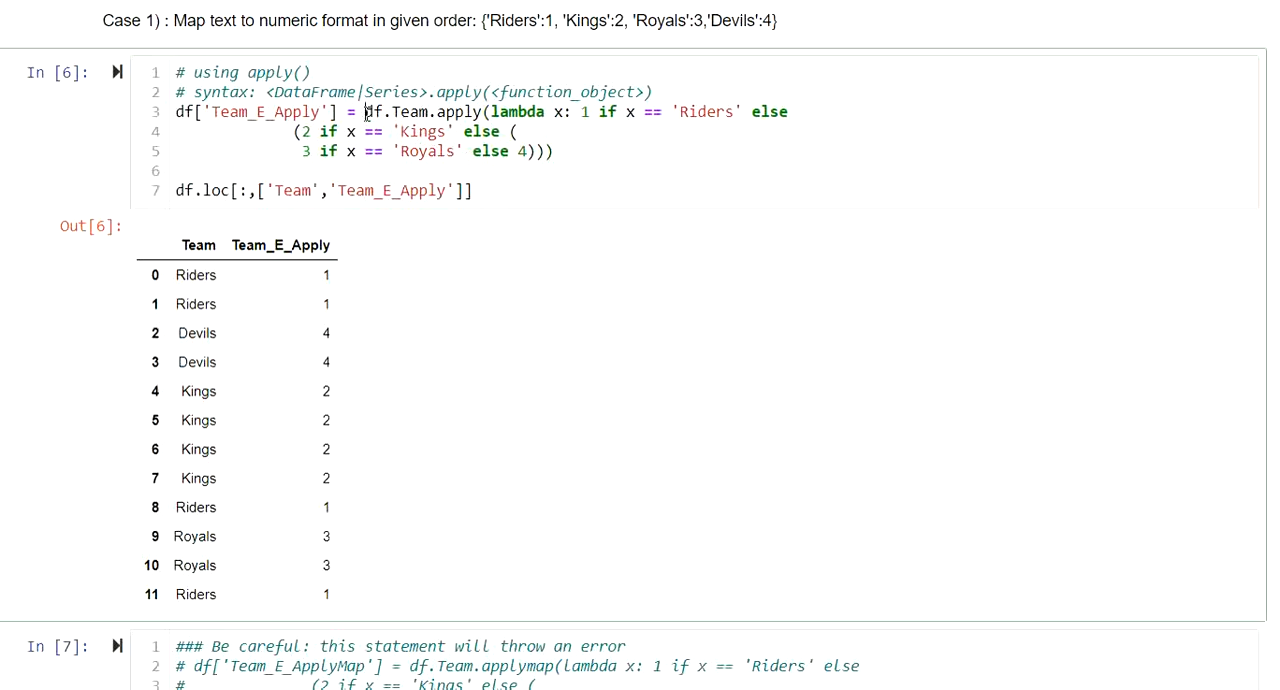 Case 1) : Map text to numeric format in given order: {'Riders':1, 'Kings':2, 'Royals':3,'Devils':4}
In [6]:
1 # using apply()
2 # syntax: <DataFrame|Series>.apply(<function_object>)
3 df['Team_E_Apply'] = df.Team.apply(lambda x: 1 if x == 'Riders' else
4 (2 if x == 'Kings' else (
5 3 if x == 'Royals' else 4)))
6
7 df.loc[:,['Team','Team_E_Apply']]
Out[6]:
Team Team_E_Apply
0 Riders 1
1 Riders 1
2 Devils 4
3 Devils 4
4 Kings 2
5 Kings 2
6 Kings 2
7 Kings 2
8 Riders 1
9 Royals 3
10 Royals 3
11 Riders 1
In [7]:
1 ### Be careful: this statement will throw an error
2 # df['Team_E_ApplyMap'] = df.Team.applymap(lambda x: 1 if x == 'Riders' else
3 # (2 if x == 'Kings' else (